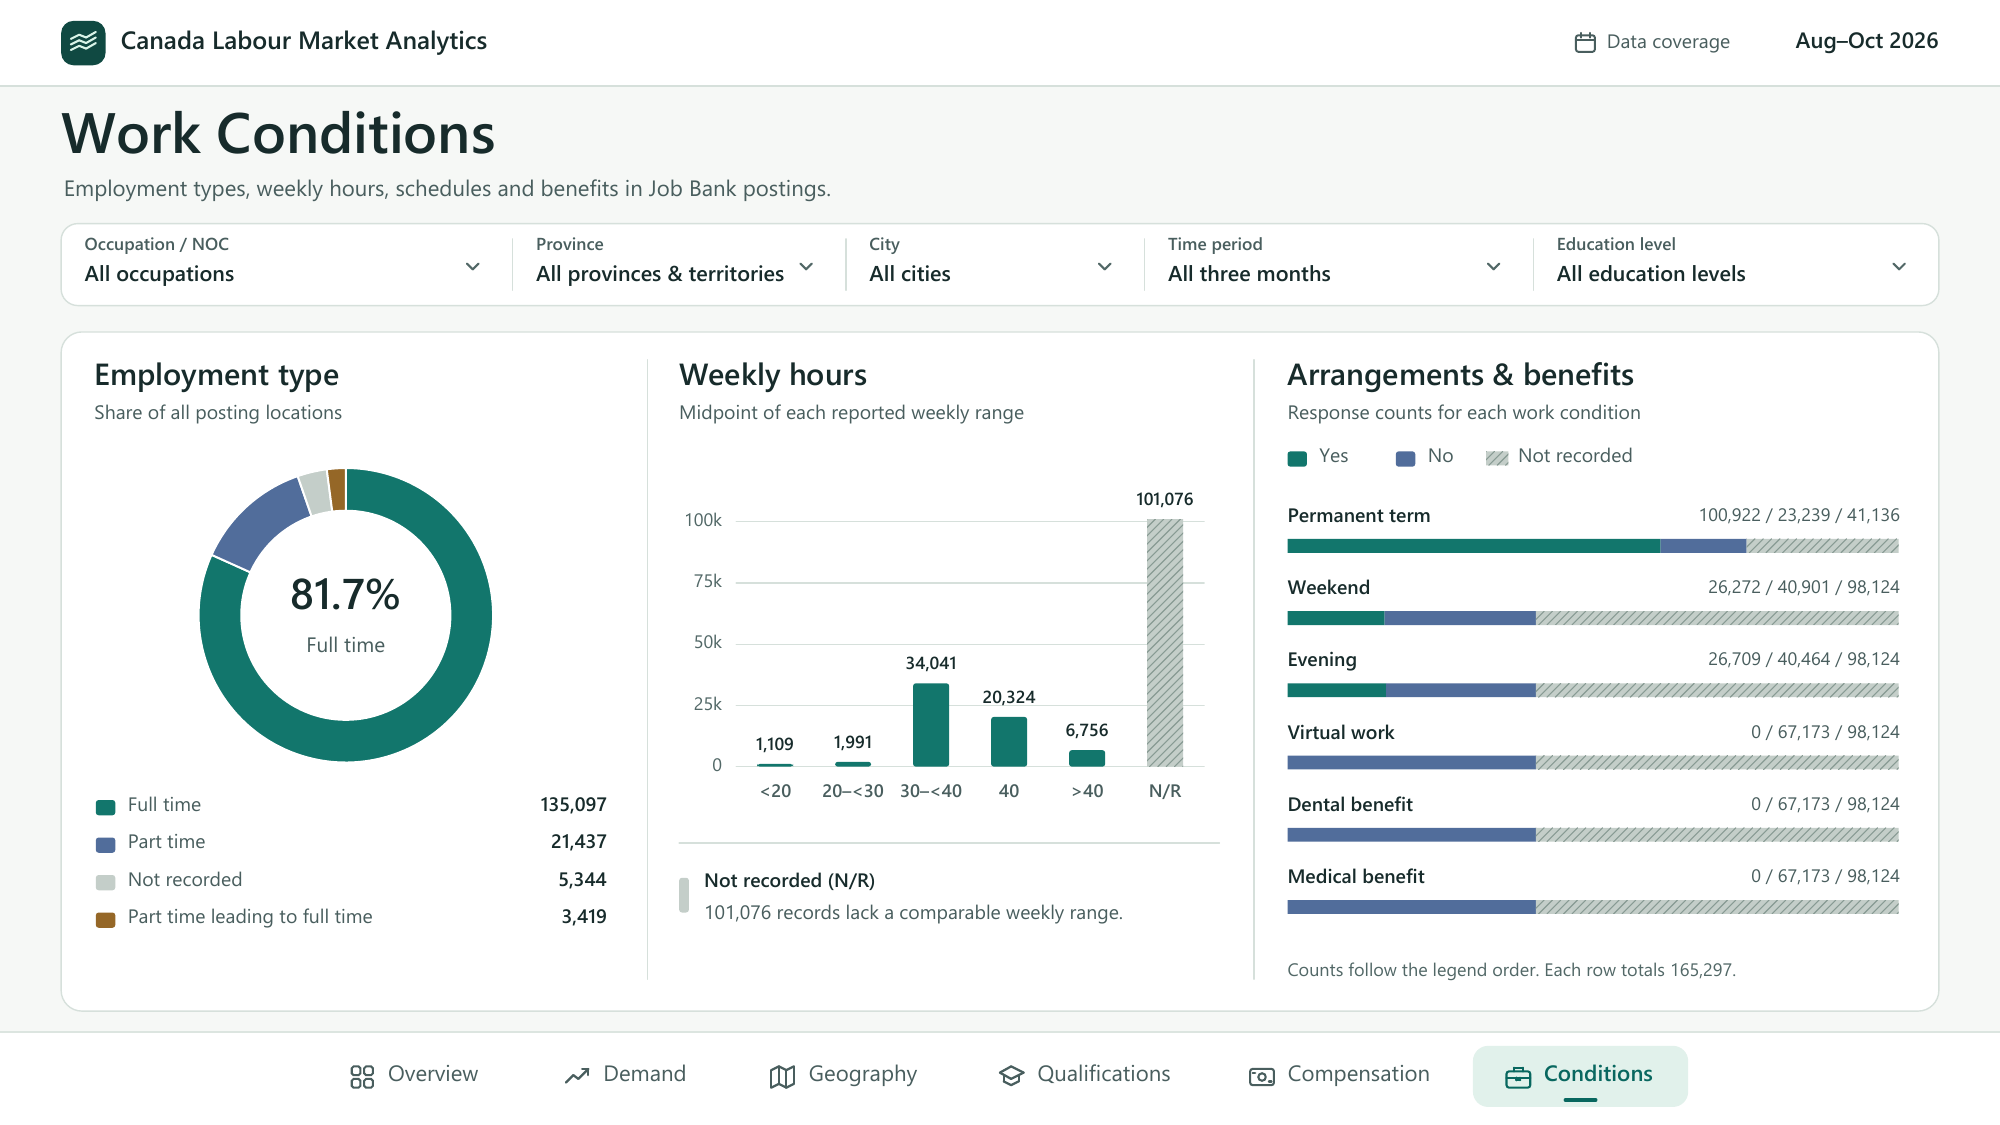 Canada Labour Market Analytics
Data coverage
Aug–Oct 2026
Work Conditions
Employment types, weekly hours, schedules and benefits in Job Bank postings.
Occupation / NOC
All occupations
Province
All provinces & territories
City
All cities
Time period
All three months
Education level
All education levels
Employment type
Share of all posting locations
81.7%
Full time
Full time 135,097
Part time 21,437
Not recorded 5,344
Part time leading to full time 3,419
Weekly hours
Midpoint of each reported weekly range
100k
75k
50k
25k
0
1,109
1,991
34,041
20,324
6,756
101,076
<20 20–<30 30–<40 40 >40 N/R
Not recorded (N/R)
101,076 records lack a comparable weekly range.
Arrangements & benefits
Response counts for each work condition
Yes No Not recorded
Permanent term 100,922 / 23,239 / 41,136
Weekend 26,272 / 40,901 / 98,124
Evening 26,709 / 40,464 / 98,124
Virtual work 0 / 67,173 / 98,124
Dental benefit 0 / 67,173 / 98,124
Medical benefit 0 / 67,173 / 98,124
Counts follow the legend order. Each row totals 165,297.
Overview
Demand
Geography
Qualifications
Compensation
Conditions